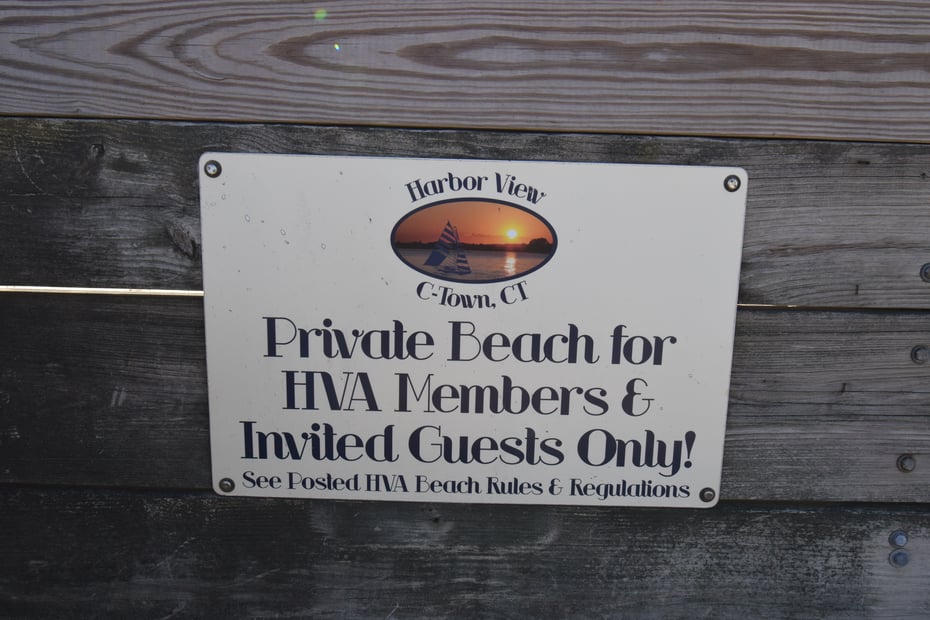 Harbor View
C-Town, CT
Private Beach for
HVA Members &
Invited Guests Only!
See Posted HVA Beach Rules & Regulations